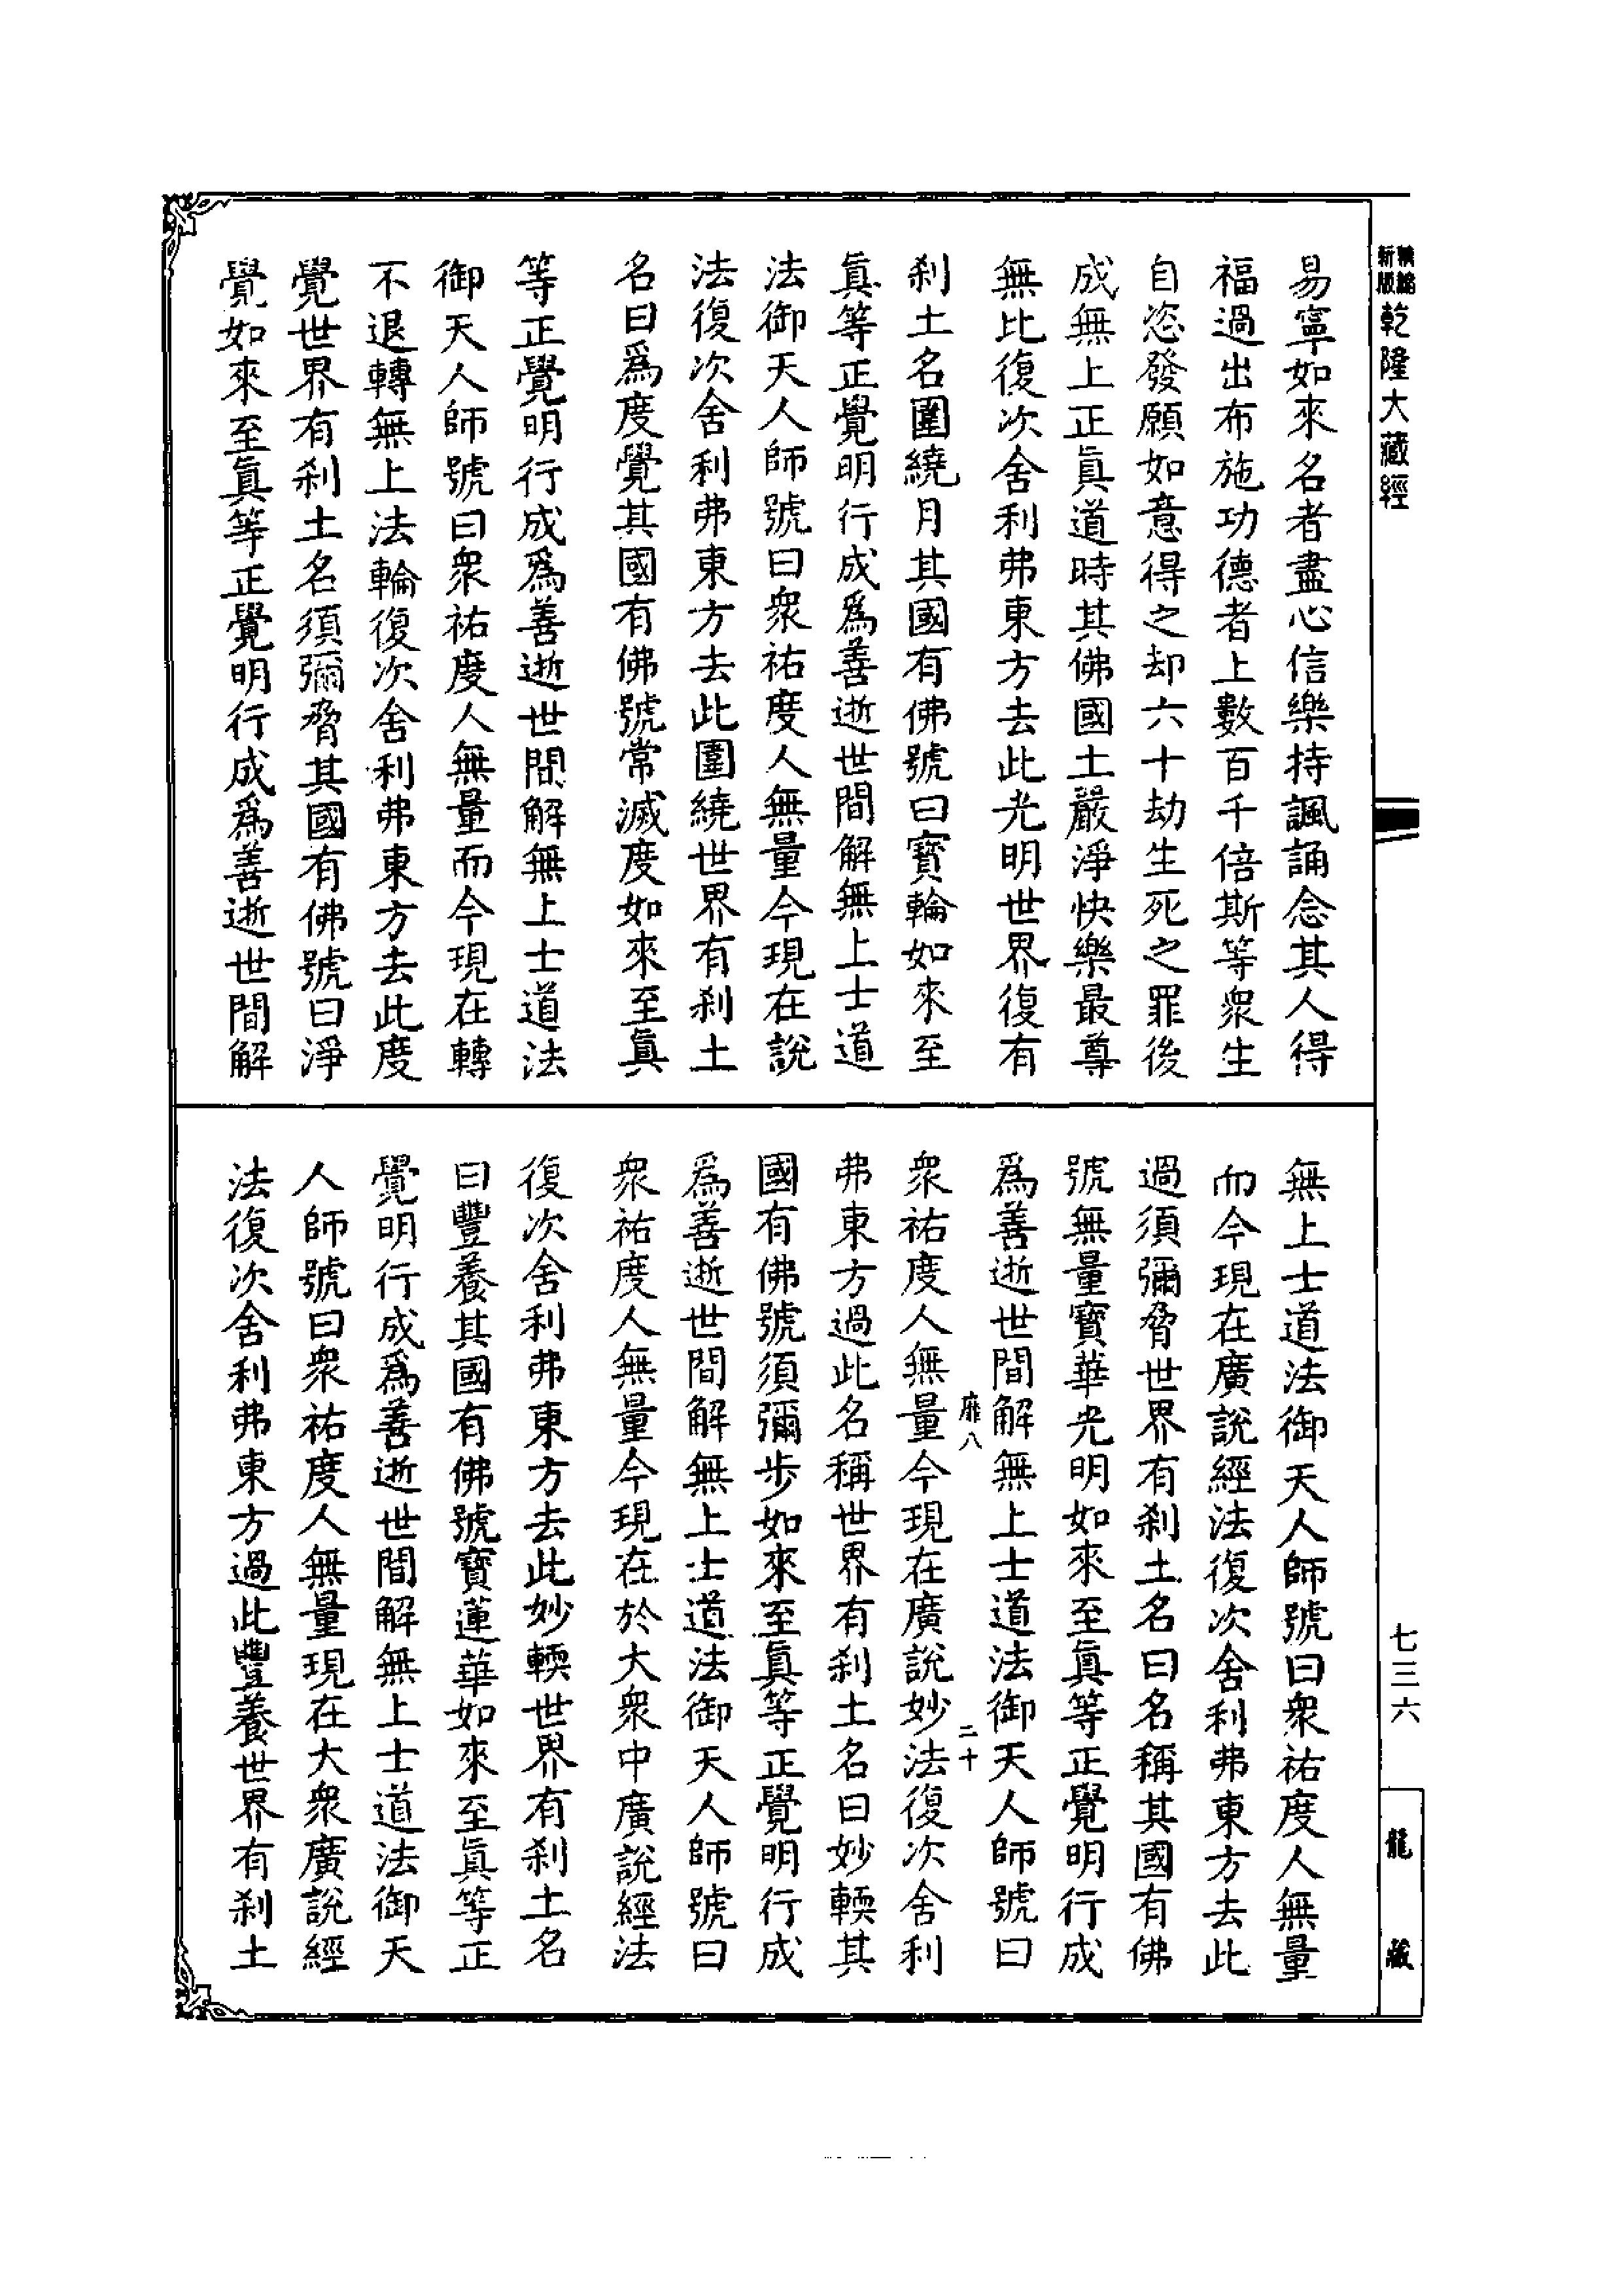 新版
精縮
乾隆大藏經
易寧如來名者盡心信樂持諷誦念其人得
福過出布施功德者上數百千倍斯等衆生
自恣發願如意得之却六十劫生死之罪後
成無上正眞道時其佛國土嚴淨快樂最尊
無比復次舍利弗東方去此光明世界復有
刹土名圍繞月其國有佛號曰寳輪如來至
眞等正覺明行成爲善逝世間解無上士道
法御天人師號曰衆祐度人無量今現在說
法復次舍利弗東方去此圍繞世界有刹土
名曰爲度覺其國有佛號常滅度如來至眞
等正覺明行成爲善逝世間解無上士道法
御天人師號曰衆祐度人無量而今現在轉
不退轉無上法輪復次舍利弗東方去此度
覺世界有刹土名須彌脅其國有佛號曰淨
覺如來至眞等正覺明行成爲善逝世間解
無上士道法御天人師號曰衆祐度人無量
而今現在廣說經法復次舍利弗東方去此
過須彌脅世界有刹土名曰名稱其國有佛
號無量寶華光明如來至眞等正覺明行成
爲善逝世間解無上士道法御天人師號曰
靡八
二十
衆祐度人無量今現在廣說妙法復次舍利
弗東方過此名稱世界有刹土名曰妙輭其
國有佛號須彌步如來至眞等正覺明行成
爲善逝世間解無上士道法御天人師號曰
衆祐度人無量今現在於大衆中廣說經法
復次舍利弗東方去此妙輭世界有刹土名
曰豐養其國有佛號寶蓮華如來至眞等正
覺明行成爲善逝世間解無上士道法御天
人師號曰衆祐度人無量現在大衆廣說經
法復次舍利弗東方過此豐養世界有刹土
七三六
龍藏